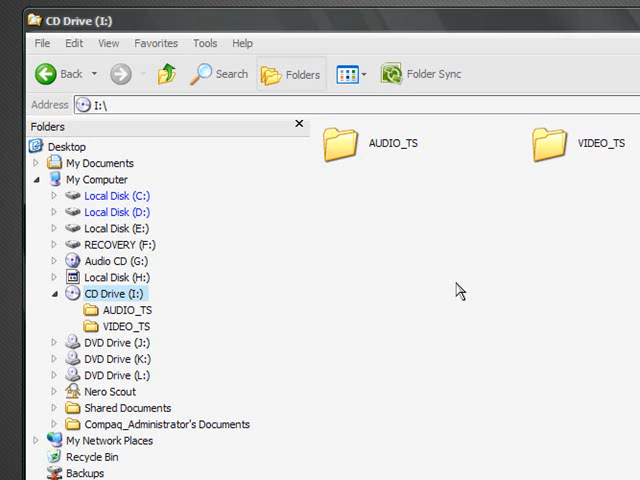 CD Drive (I:)
File Edit View Favorites Tools Help
Back Search Folders Folder Sync
Address I:\
Folders
Desktop
My Documents
My Computer
Local Disk (C:)
Local Disk (D:)
Local Disk (E:)
RECOVERY (F:)
Audio CD (G:)
Local Disk (H:)
CD Drive (I:)
AUDIO_TS
VIDEO_TS
DVD Drive (J:)
DVD Drive (K:)
DVD Drive (L:)
Nero Scout
Shared Documents
Compaq_Administrator's Documents
My Network Places
Recycle Bin
Backups
AUDIO_TS VIDEO_TS